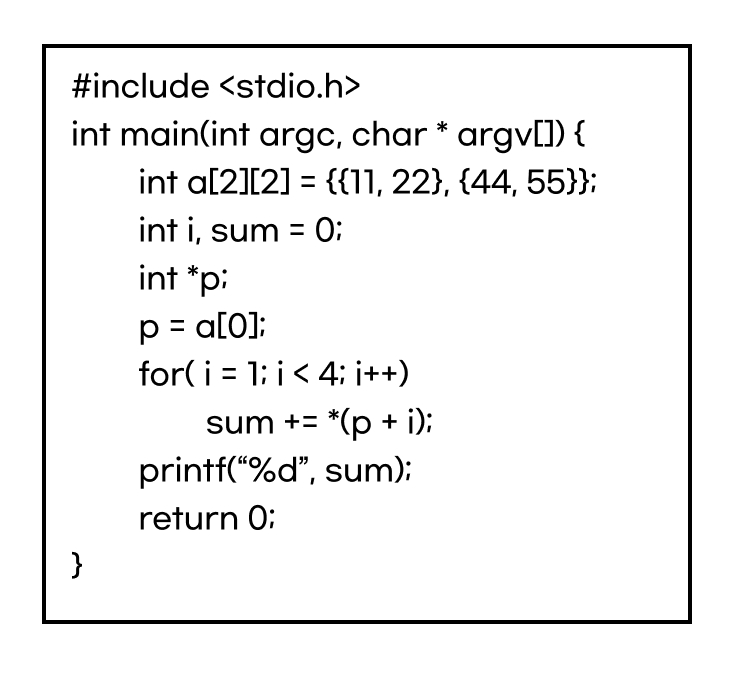 #include <stdio.h>
int main(int argc, char * argv[]) {
int a[2][2] = {{11, 22}, {44, 55}};
int i, sum = 0;
int *p;
p = a[0];
for( i = 1; i < 4; i++)
sum += *(p + i);
printf(“%d”, sum);
return 0;
}